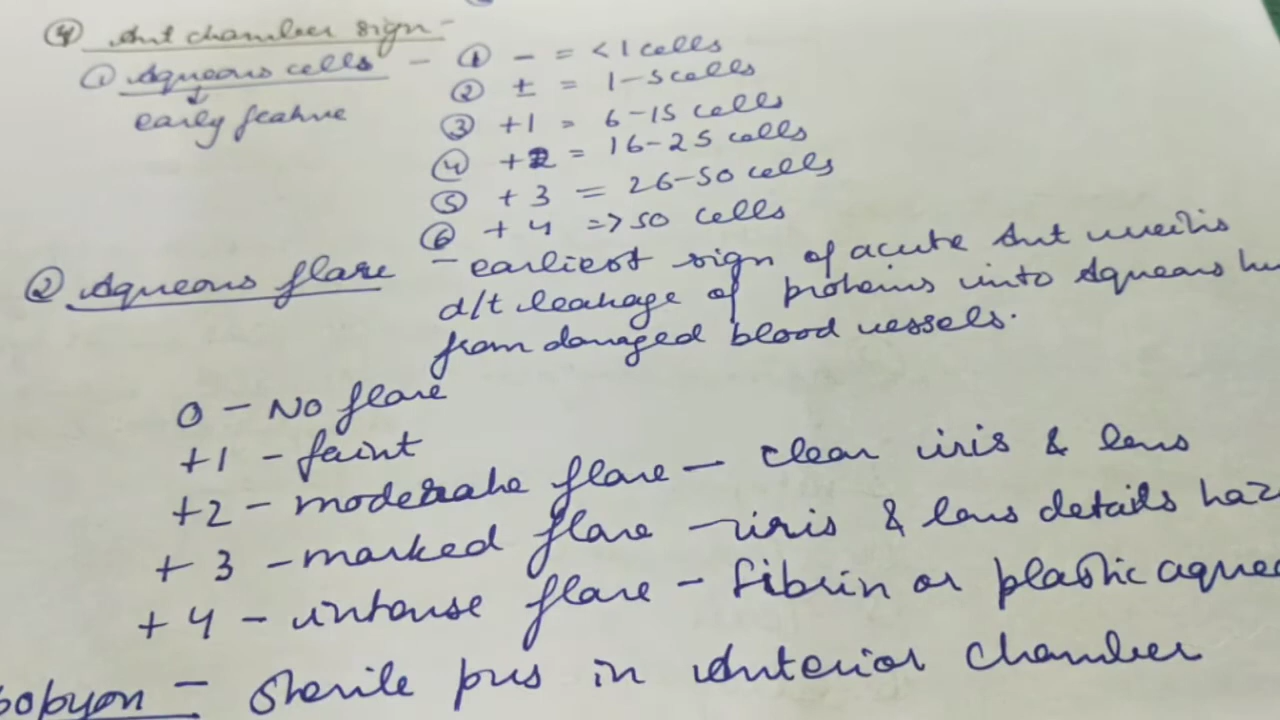 ④ Ant chamber sign -
① Aqueous cells - ① - = <1 cells
early feature
② ± = 1-5 cells
③ +1 = 6-15 cells
④ +2 = 16-25 cells
⑤ +3 = 26-50 cells
⑥ +4 => 50 cells
② Aqueous flare - earliest sign of acute Ant uveitis
d/t leakage of proteins into Aqueous hu
from damaged blood vessels.
0 - No flare
+1 - faint
+2 - moderate flare - clear iris & lens
+3 - marked flare - iris & lens details haz
+4 - intense flare - fibrin or plastic aque
popyon - Sterile pus in Anterior chamber